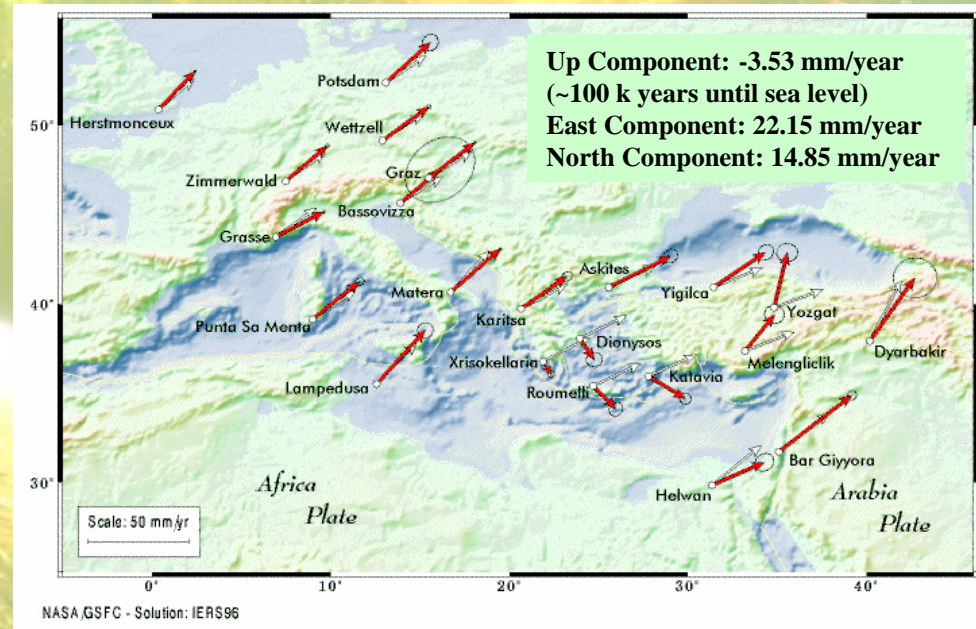 Up Component: -3.53 mm/year
(~100 k years until sea level)
East Component: 22.15 mm/year
North Component: 14.85 mm/year
Potsdam
Herstmonceux
50°
Wettzell
Zimmerwald
Graz
Bassovizza
Grasse
Askites
Matera
Yigilca
40°
Karitsa
Yozgat
Punta Sa Menta
Dionysos
Dyarbakir
Xrisokellaria
Melengliclik
Katavia
Lampedusa
Roumelli
Bar Giyyora
30°
Helwan
Africa
Plate
Arabia
Plate
Scale: 50 mm/yr
0° 10° 20° 30° 40°
NASA/GSFC - Solution: IERS96